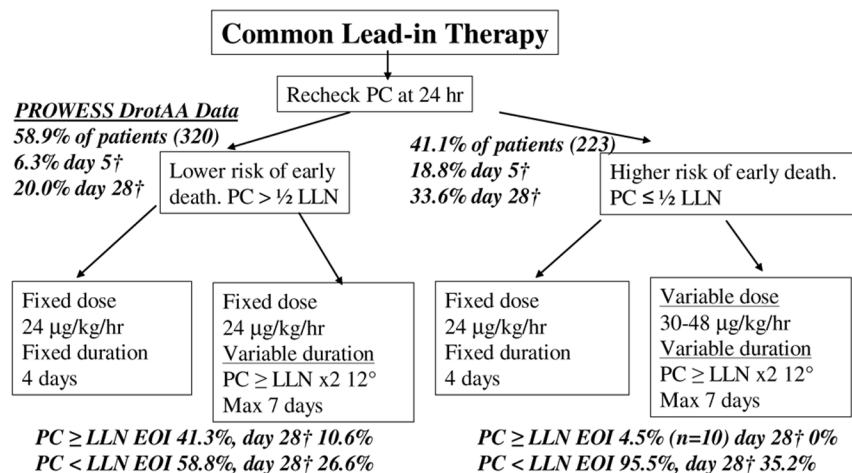 Common Lead-in Therapy
Recheck PC at 24 hr
PROWESS DrotAA Data
58.9% of patients (320)
6.3% day 5†
20.0% day 28†
Lower risk of early
death. PC > ½ LLN
41.1% of patients (223)
18.8% day 5†
33.6% day 28†
Higher risk of early death.
PC ≤ ½ LLN
Fixed dose
24 μg/kg/hr
Fixed duration
4 days
Fixed dose
24 μg/kg/hr
Variable duration
PC ≥ LLN x2 12°
Max 7 days
Fixed dose
24 μg/kg/hr
Fixed duration
4 days
Variable dose
30-48 μg/kg/hr
Variable duration
PC ≥ LLN x2 12°
Max 7 days
PC ≥ LLN EOI 41.3%, day 28† 10.6%
PC < LLN EOI 58.8%, day 28† 26.6%
PC ≥ LLN EOI 4.5% (n=10) day 28† 0%
PC < LLN EOI 95.5%, day 28† 35.2%